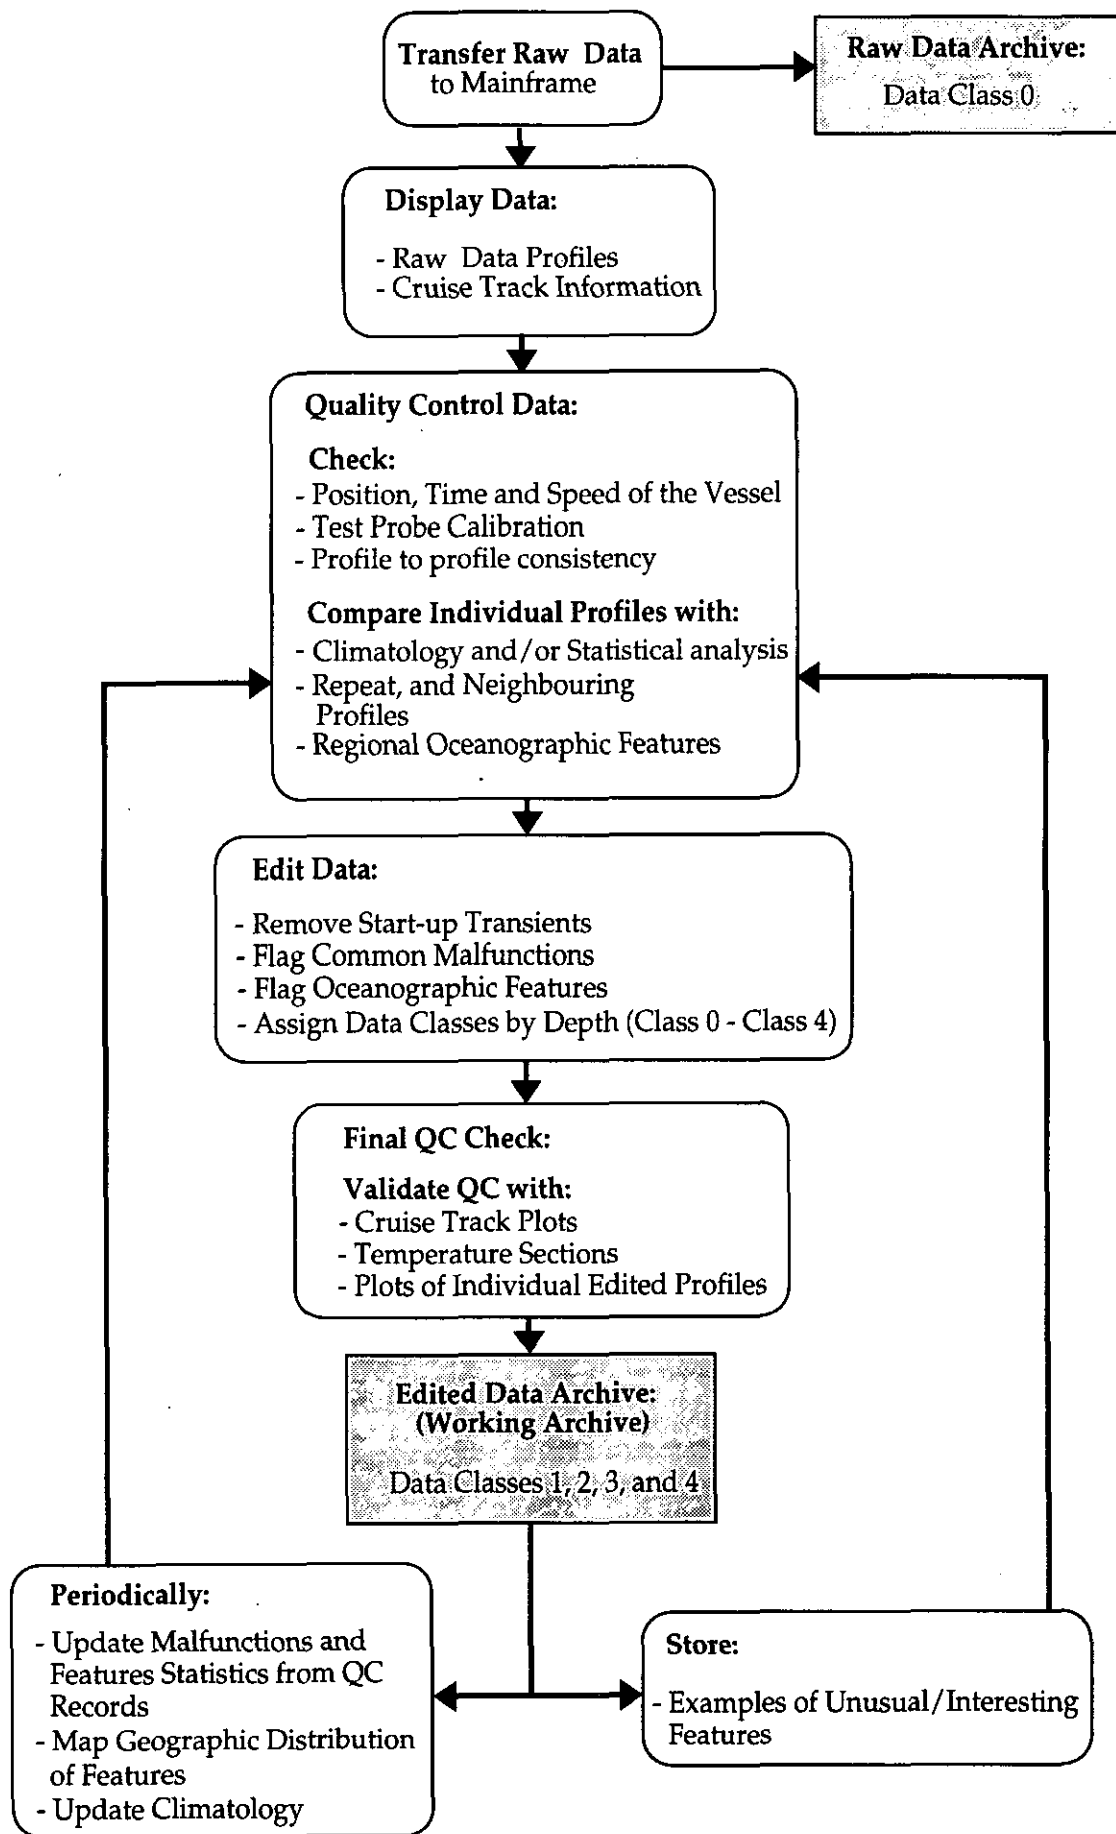 Transfer Raw Data
to Mainframe
Raw Data Archive:
Data Class 0
Display Data:
- Raw Data Profiles
- Cruise Track Information
Quality Control Data:
Check:
- Position, Time and Speed of the Vessel
- Test Probe Calibration
- Profile to profile consistency
Compare Individual Profiles with:
- Climatology and/or Statistical analysis
- Repeat, and Neighbouring
Profiles
- Regional Oceanographic Features
Edit Data:
- Remove Start-up Transients
- Flag Common Malfunctions
- Flag Oceanographic Features
- Assign Data Classes by Depth (Class 0 - Class 4)
Final QC Check:
Validate QC with:
- Cruise Track Plots
- Temperature Sections
- Plots of Individual Edited Profiles
Edited Data Archive:
(Working Archive)
Data Classes 1, 2, 3, and 4
Periodically:
- Update Malfunctions and
Features Statistics from QC
Records
- Map Geographic Distribution
of Features
- Update Climatology
Store:
- Examples of Unusual/Interesting
Features